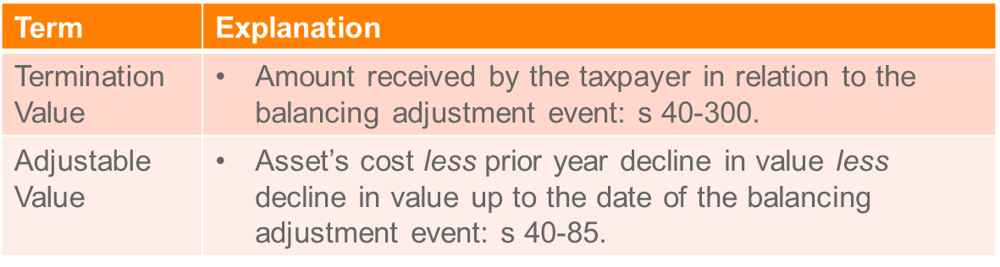 Term
Explanation
Termination
Value
• Amount received by the taxpayer in relation to the
balancing adjustment event: s 40-300.
Adjustable
Value
• Asset’s cost less prior year decline in value less
decline in value up to the date of the balancing
adjustment event: s 40-85.